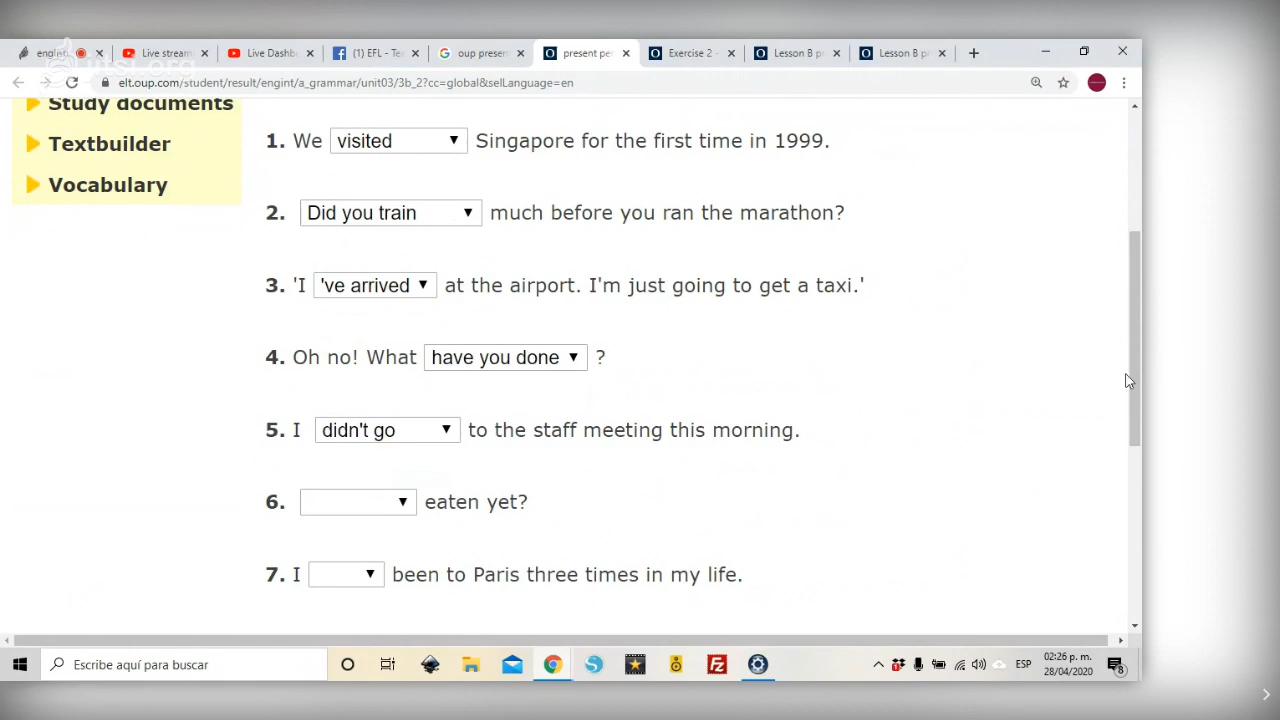 english
Live stream
Live Dashb
(1) EFL - Te
oup presen
present pe
Exercise 2 -
Lesson B p
Lesson B p
elt.oup.com/student/result/engint/a_grammar/unit03/3b_2?cc=global&selLanguage=en
Study documents
Textbuilder
Vocabulary
1. We visited Singapore for the first time in 1999.
2. Did you train much before you ran the marathon?
3. 'I 've arrived at the airport. I'm just going to get a taxi.'
4. Oh no! What have you done ?
5. I didn't go to the staff meeting this morning.
6. eaten yet?
7. I been to Paris three times in my life.
Escribe aquí para buscar
ESP
02:26 p. m.
28/04/2020
8